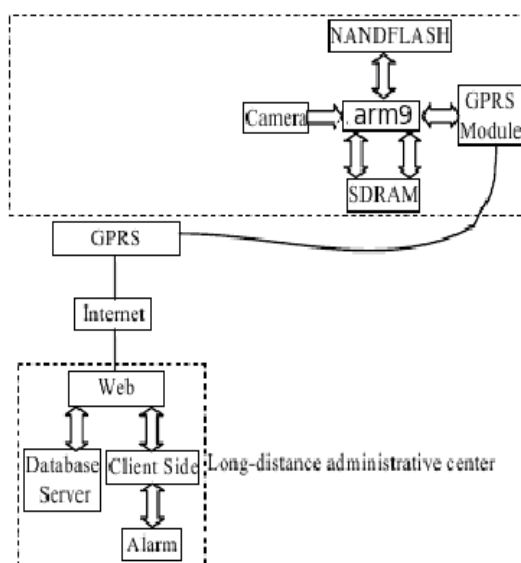 NANDFLASH
Camera
arm9
GPRS
Module
SDRAM
GPRS
Internet
Web
Database
Server
Client Side
Long-distance administrative center
Alarm